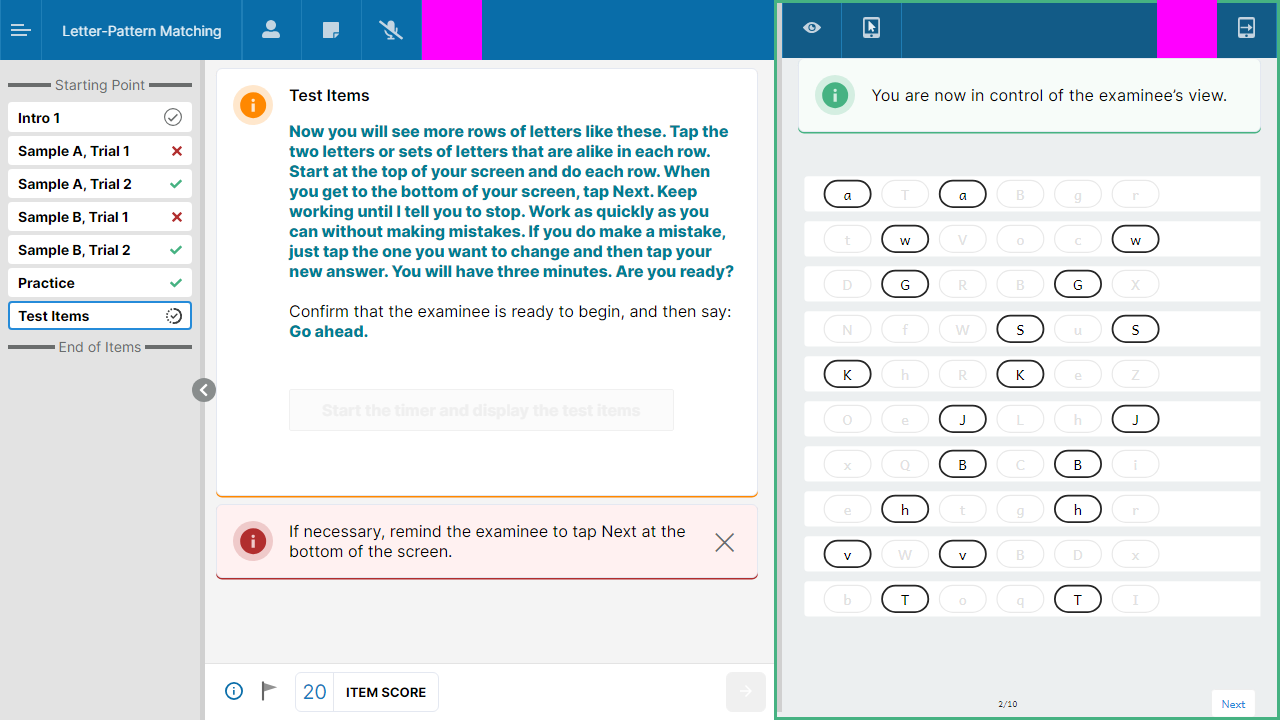 Letter-Pattern Matching
Starting Point
Intro 1
Sample A, Trial 1
Sample A, Trial 2
Sample B, Trial 1
Sample B, Trial 2
Practice
Test Items
End of Items
Test Items
Now you will see more rows of letters like these. Tap the
two letters or sets of letters that are alike in each row.
Start at the top of your screen and do each row. When
you get to the bottom of your screen, tap Next. Keep
working until I tell you to stop. Work as quickly as you
can without making mistakes. If you do make a mistake,
just tap the one you want to change and then tap your
new answer. You will have three minutes. Are you ready?
Confirm that the examinee is ready to begin, and then say:
Go ahead.
Start the timer and display the test items
If necessary, remind the examinee to tap Next at the
bottom of the screen.
20 ITEM SCORE
You are now in control of the examinee's view.
a T a B g r
t w V o c w
D G R B G X
N f W S u S
K h R K e Z
O e J L h J
x Q B C B i
e h t g h r
v W v B D x
b T o q T I
2/10
Next